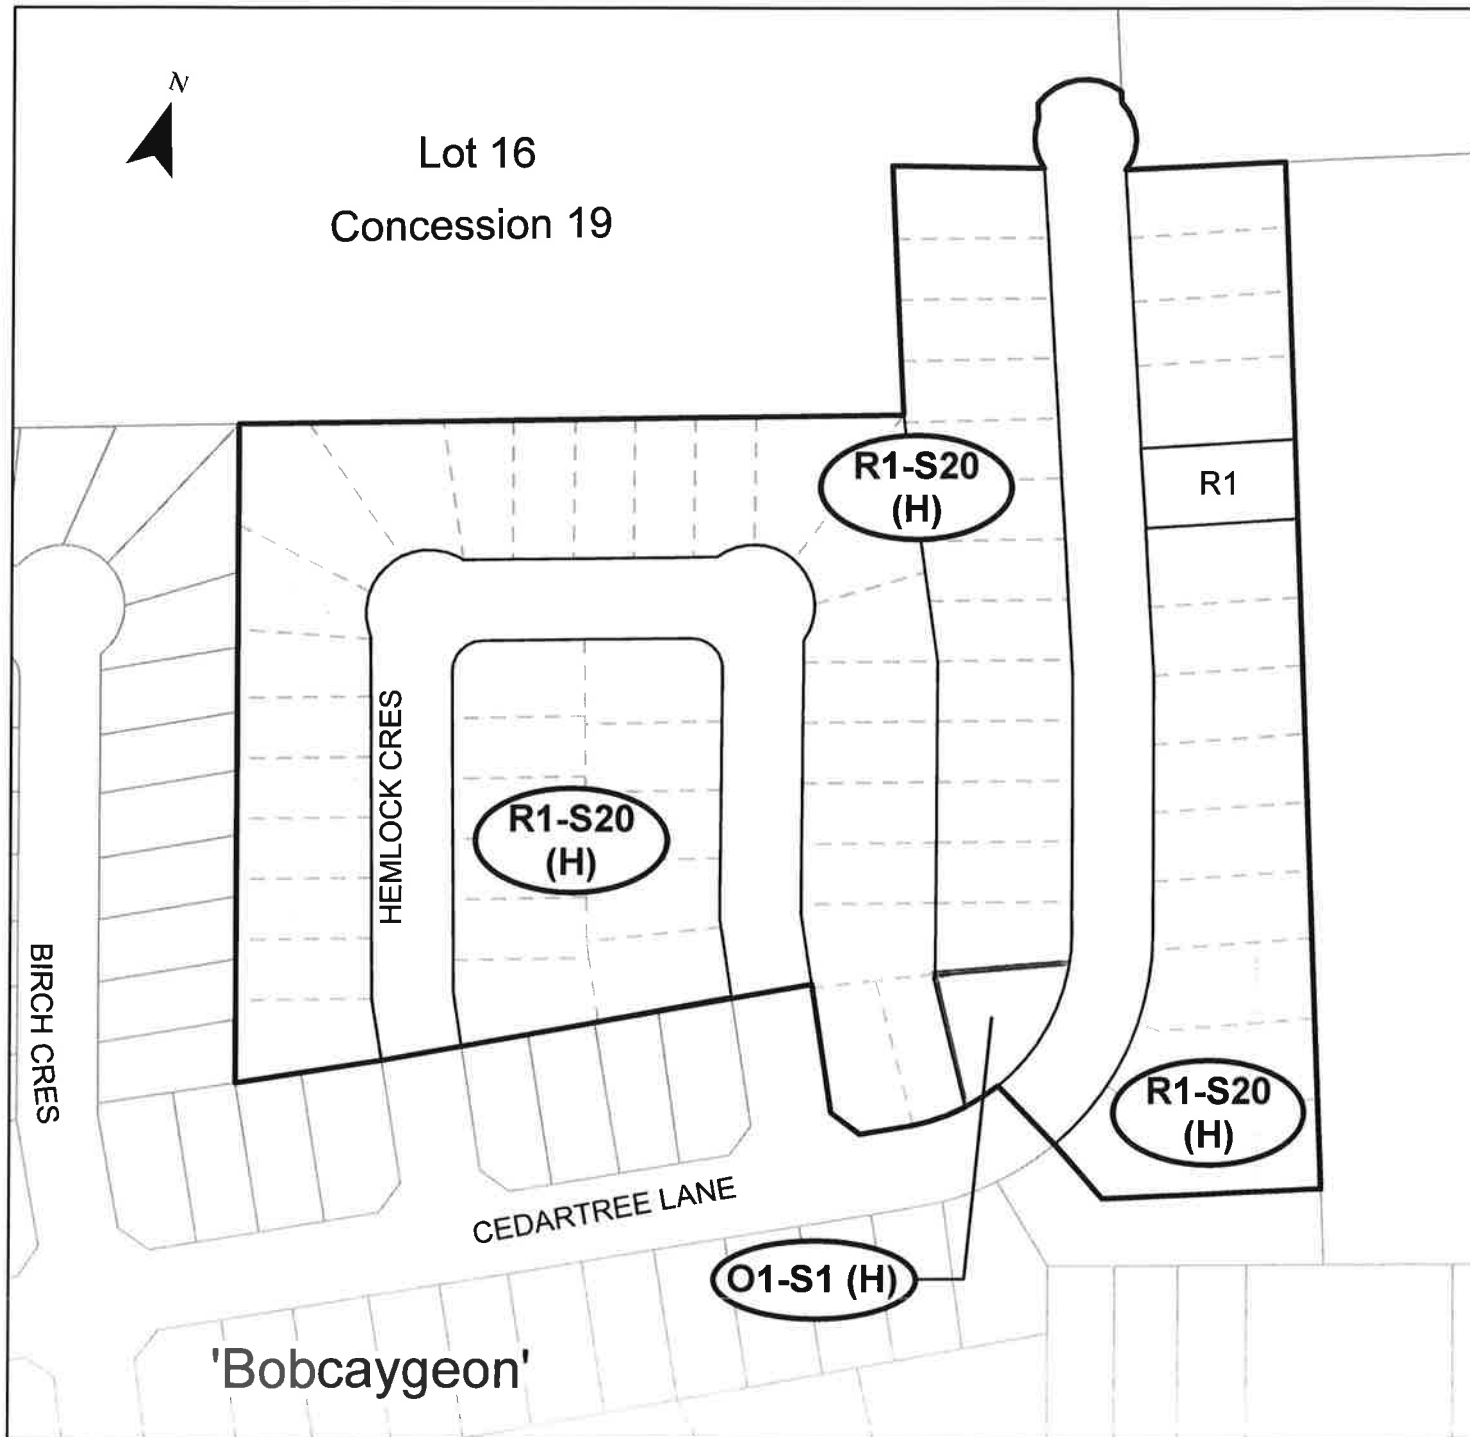 N
Lot 16
Concession 19
R1-S20
(H)
R1
HEMLOCK CRES
R1-S20
(H)
BIRCH CRES
R1-S20
(H)
CEDARTREE LANE
O1-S1 (H)
'Bobcaygeon'